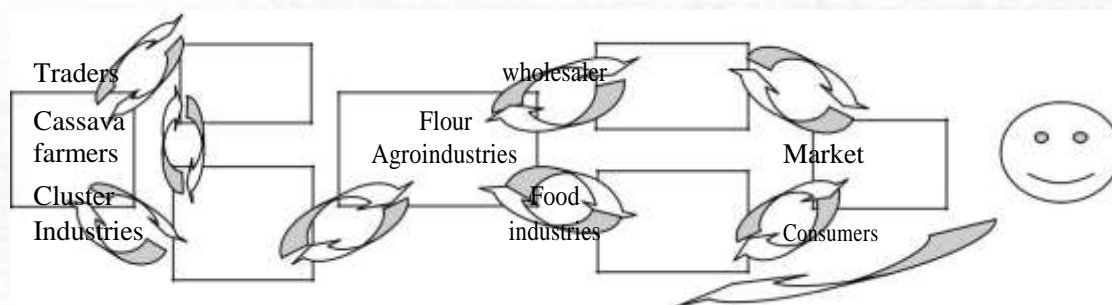 Traders
Cassava
farmers
Cluster
Industries
Flour
Agroindustries
wholesaler
Food
industries
Market
Consumers